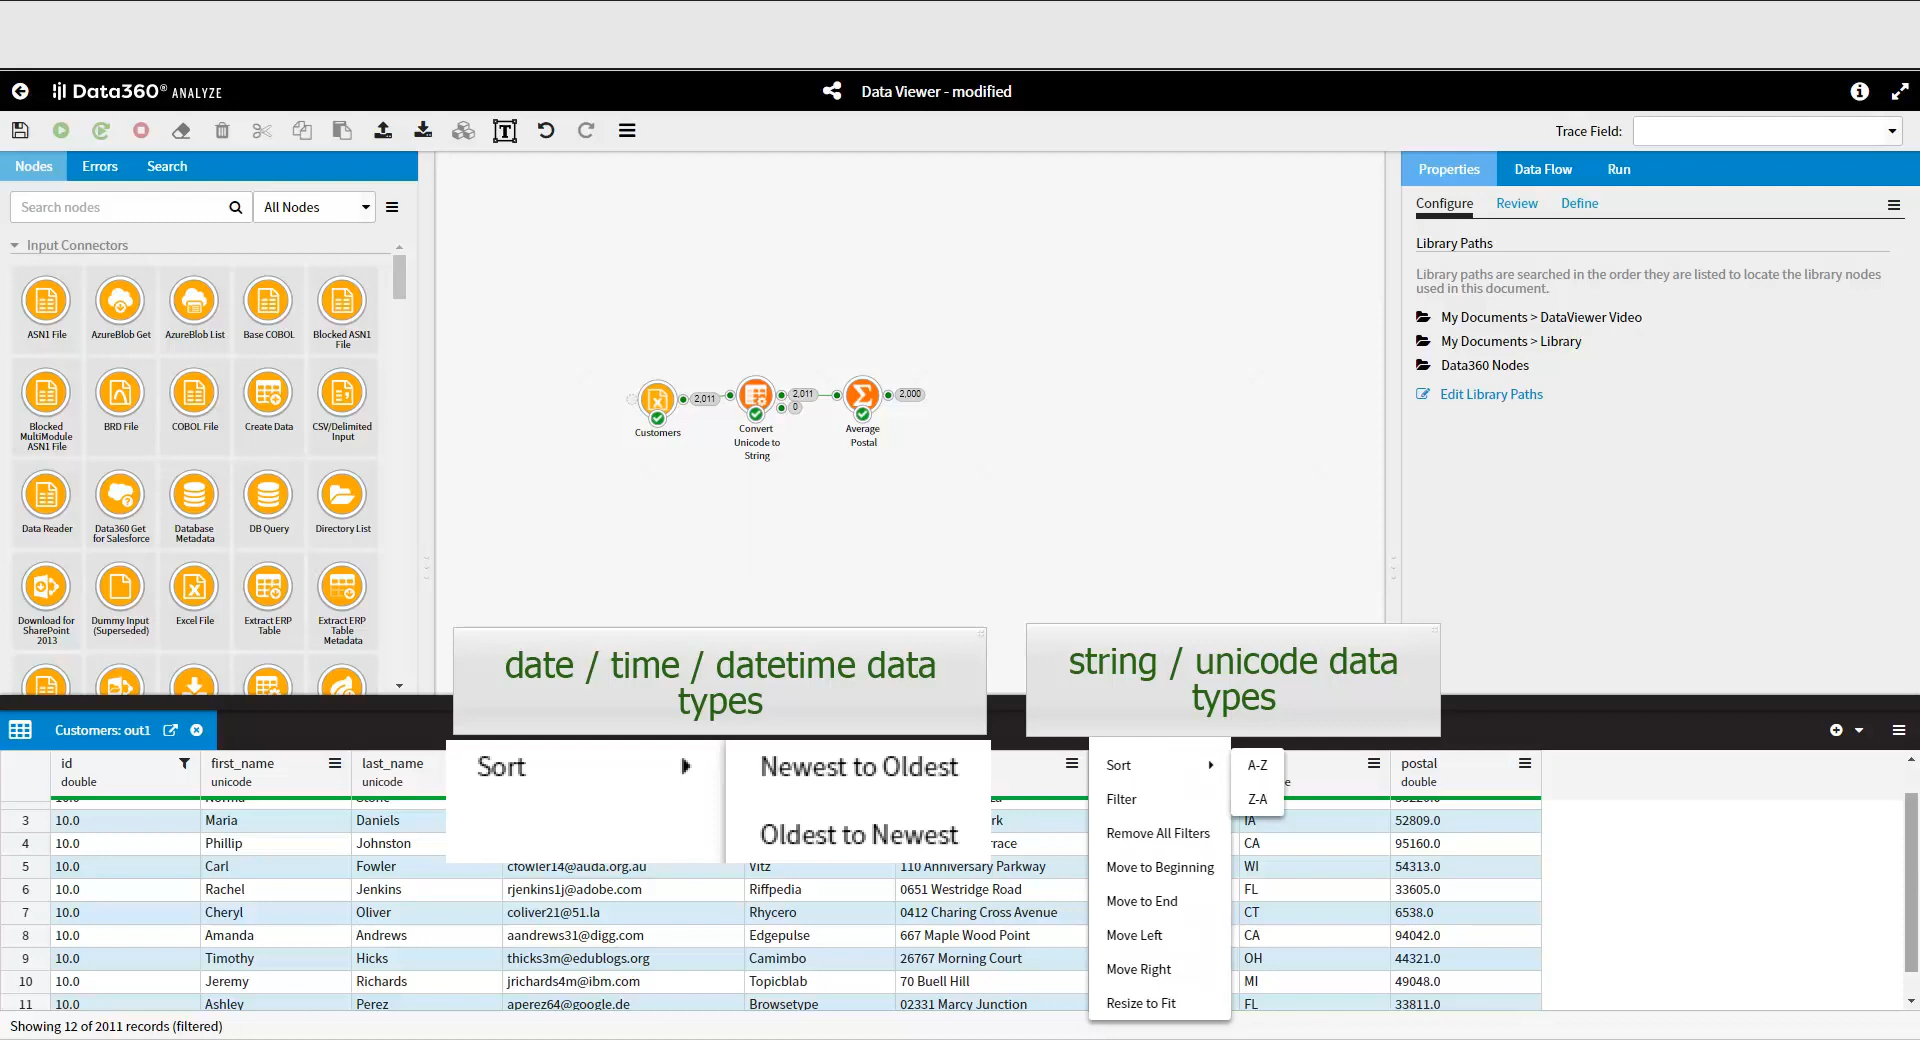 Data360® ANALYZE
Data Viewer - modified
Trace Field:
Nodes Errors Search
Search nodes
All Nodes
Input Connectors
ASN1 File
AzureBlob Get
AzureBlob List
Base COBOL
Blocked ASN1
File
Blocked
MultiModule
ASN1 File
BRD File
COBOL File
Create Data
CSV/Delimited
Input
Data Reader
Data360 Get
for Salesforce
Database
Metadata
DB Query
Directory List
Download for
SharePoint
2013
Dummy Input
(Superseded)
Excel File
Extract ERP
Table
Extract ERP
Table
Metadata
2,011
2,011
0
2,000
Customers
Convert
Unicode to
String
Average
Postal
Properties Data Flow Run
Configure Review Define
Library Paths
Library paths are searched in the order they are listed to locate the library nodes
used in this document.
My Documents > DataViewer Video
My Documents > Library
Data360 Nodes
Edit Library Paths
date / time / datetime data
types
string / unicode data
types
Customers: out1
Sort
Newest to Oldest
Oldest to Newest
Sort
A-Z
Z-A
Filter
Remove All Filters
Move to Beginning
Move to End
Move Left
Move Right
Resize to Fit
id first_name last_name postal
double unicode unicode double
3 10.0 Maria Daniels IA 52809.0
4 10.0 Phillip Johnston CA 95160.0
5 10.0 Carl Fowler cfowler14@auda.org.au Vitz 110 Anniversary Parkway WI 54313.0
6 10.0 Rachel Jenkins rjenkins1j@adobe.com Riffpedia 0651 Westridge Road FL 33605.0
7 10.0 Cheryl Oliver coliver21@51.la Rhycero 0412 Charing Cross Avenue CT 6538.0
8 10.0 Amanda Andrews aandrews31@digg.com Edgepulse 667 Maple Wood Point CA 94042.0
9 10.0 Timothy Hicks thicks3m@edublogs.org Camimbo 26767 Morning Court OH 44321.0
10 10.0 Jeremy Richards jrichards4m@ibm.com Topicblab 70 Buell Hill MI 49048.0
11 10.0 Ashley Perez aperez64@google.de Browsetype 02331 Marcy Junction FL 33811.0
Showing 12 of 2011 records (filtered)